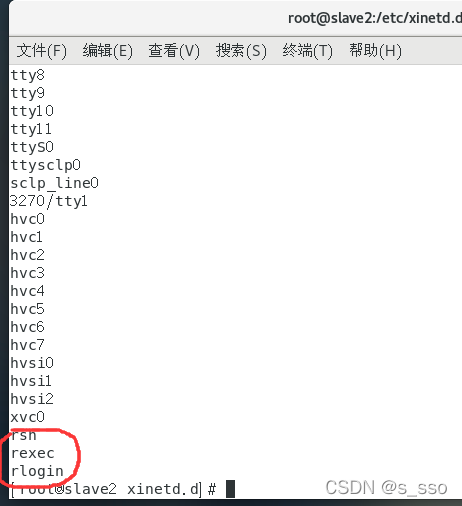 root@slave2:/etc/xinetd.d
文件(F) 编辑(E) 查看(V) 搜索(S) 终端(T) 帮助(H)
tty8
tty9
tty10
tty11
ttyS0
ttysclp0
sclp_line0
3270/tty1
hvc0
hvc1
hvc2
hvc3
hvc4
hvc5
hvc6
hvc7
hvsi0
hvsi1
hvsi2
xvc0
rsh
rexec
rlogin
[root@slave2 xinetd.d]#
CSDN @s_sso